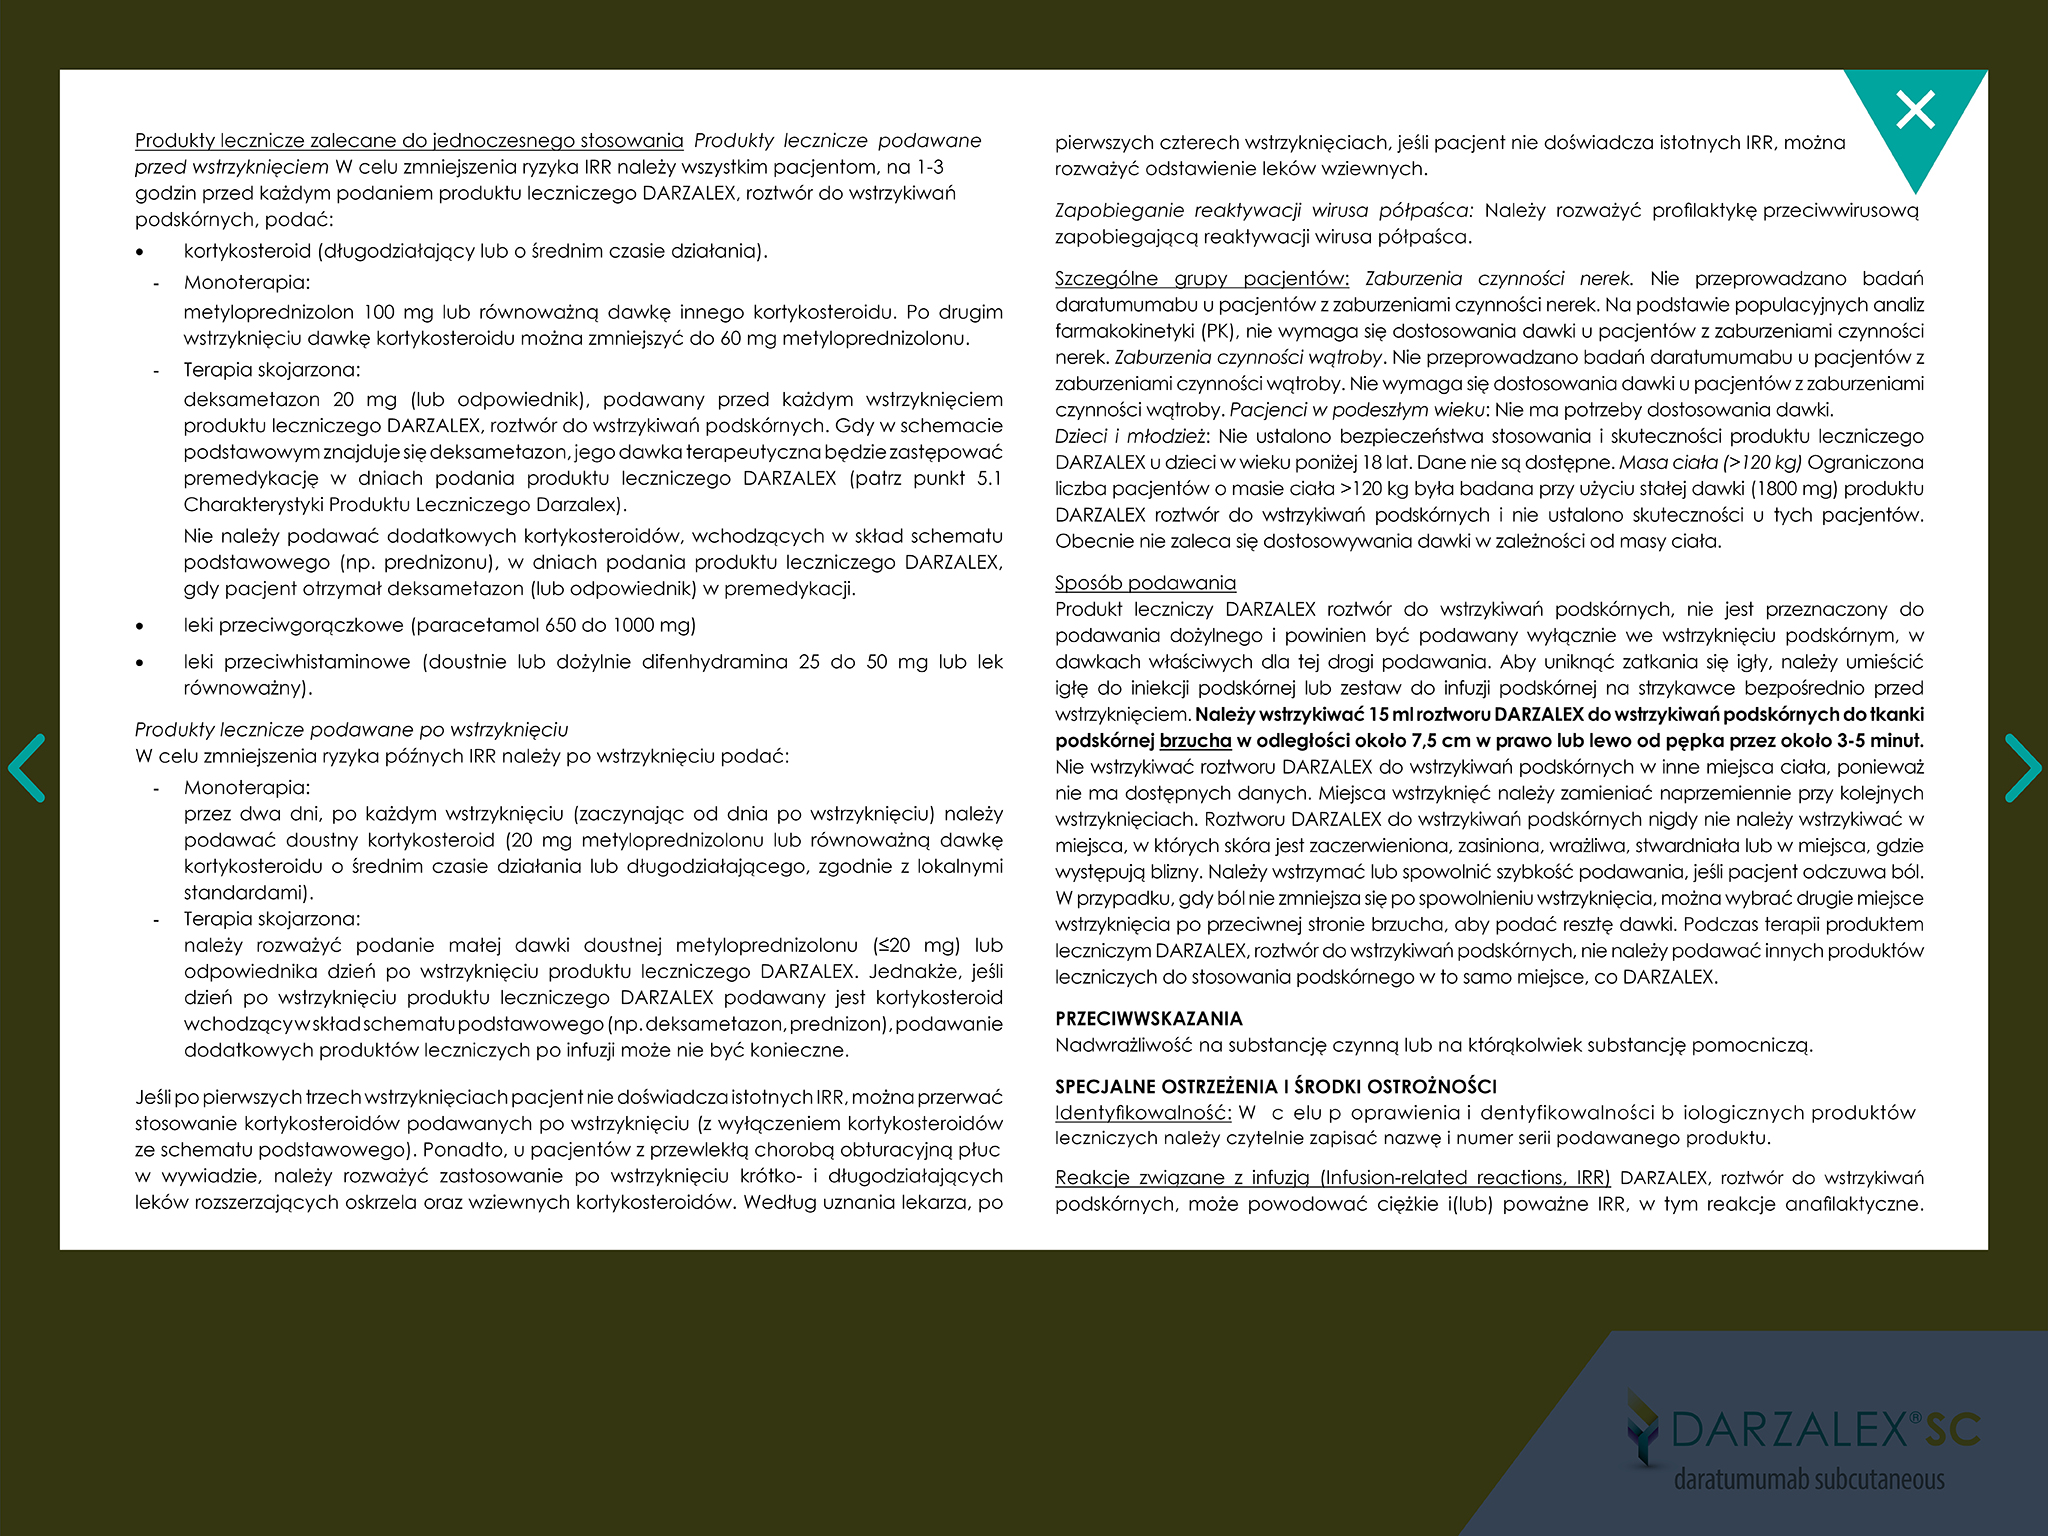 Produkty lecznicze zalecane do jednoczesnego stosowania Produkty lecznicze podawane
przed wstrzyknięciem W celu zmniejszenia ryzyka IRR należy wszystkim pacjentom, na 1-3
godzin przed każdym podaniem produktu leczniczego DARZALEX, roztwór do wstrzykiwań
podskórnych, podać:
• kortykosteroid (długodziałający lub o średnim czasie działania).
- Monoterapia:
metyloprednizolon 100 mg lub równoważną dawkę innego kortykosteroidu. Po drugim
wstrzyknięciu dawkę kortykosteroidu można zmniejszyć do 60 mg metyloprednizolonu.
- Terapia skojarzona:
deksametazon 20 mg (lub odpowiednik), podawany przed każdym wstrzyknięciem
produktu leczniczego DARZALEX, roztwór do wstrzykiwań podskórnych. Gdy w schemacie
podstawowym znajduje się deksametazon, jego dawka terapeutyczna będzie zastępować
premedykację w dniach podania produktu leczniczego DARZALEX (patrz punkt 5.1
Charakterystyki Produktu Leczniczego Darzalex).
Nie należy podawać dodatkowych kortykosteroidów, wchodzących w skład schematu
podstawowego (np. prednizonu), w dniach podania produktu leczniczego DARZALEX,
gdy pacjent otrzymał deksametazon (lub odpowiednik) w premedykacji.
• leki przeciwgorączkowe (paracetamol 650 do 1000 mg)
• leki przeciwhistaminowe (doustnie lub dożylnie difenhydramina 25 do 50 mg lub lek
równoważny).
Produkty lecznicze podawane po wstrzyknięciu
W celu zmniejszenia ryzyka późnych IRR należy po wstrzyknięciu podać:
- Monoterapia:
przez dwa dni, po każdym wstrzyknięciu (zaczynając od dnia po wstrzyknięciu) należy
podawać doustny kortykosteroid (20 mg metyloprednizolonu lub równoważną dawkę
kortykosteroidu o średnim czasie działania lub długodziałającego, zgodnie z lokalnymi
standardami).
- Terapia skojarzona:
należy rozważyć podanie małej dawki doustnej metyloprednizolonu (≤20 mg) lub
odpowiednika dzień po wstrzyknięciu produktu leczniczego DARZALEX. Jednakże, jeśli
dzień po wstrzyknięciu produktu leczniczego DARZALEX podawany jest kortykosteroid
wchodzący w skład schematu podstawowego (np. deksametazon, prednizon), podawanie
dodatkowych produktów leczniczych po infuzji może nie być konieczne.
Jeśli po pierwszych trzech wstrzyknięciach pacjent nie doświadcza istotnych IRR, można przerwać
stosowanie kortykosteroidów podawanych po wstrzyknięciu (z wyłączeniem kortykosteroidów
ze schematu podstawowego). Ponadto, u pacjentów z przewlekłą chorobą obturacyjną płuc
w wywiadzie, należy rozważyć zastosowanie po wstrzyknięciu krótko- i długodziałających
leków rozszerzających oskrzela oraz wziewnych kortykosteroidów. Według uznania lekarza, po
pierwszych czterech wstrzyknięciach, jeśli pacjent nie doświadcza istotnych IRR, można
rozważyć odstawienie leków wziewnych.
Zapobieganie reaktywacji wirusa półpaśca: Należy rozważyć profilaktykę przeciwwirusową
zapobiegającą reaktywacji wirusa półpaśca.
Szczególne grupy pacjentów: Zaburzenia czynności nerek. Nie przeprowadzano badań
daratumumabu u pacjentów z zaburzeniami czynności nerek. Na podstawie populacyjnych analiz
farmakokinetyki (PK), nie wymaga się dostosowania dawki u pacjentów z zaburzeniami czynności
nerek. Zaburzenia czynności wątroby. Nie przeprowadzano badań daratumumabu u pacjentów z
zaburzeniami czynności wątroby. Nie wymaga się dostosowania dawki u pacjentów z zaburzeniami
czynności wątroby. Pacjenci w podeszłym wieku: Nie ma potrzeby dostosowania dawki.
Dzieci i młodzież: Nie ustalono bezpieczeństwa stosowania i skuteczności produktu leczniczego
DARZALEX u dzieci w wieku poniżej 18 lat. Dane nie są dostępne. Masa ciała (>120 kg) Ograniczona
liczba pacjentów o masie ciała >120 kg była badana przy użyciu stałej dawki (1800 mg) produktu
DARZALEX roztwór do wstrzykiwań podskórnych i nie ustalono skuteczności u tych pacjentów.
Obecnie nie zaleca się dostosowywania dawki w zależności od masy ciała.
Sposób podawania
Produkt leczniczy DARZALEX roztwór do wstrzykiwań podskórnych, nie jest przeznaczony do
podawania dożylnego i powinien być podawany wyłącznie we wstrzyknięciu podskórnym, w
dawkach właściwych dla tej drogi podawania. Aby uniknąć zatkania się igły, należy umieścić
igłę do iniekcji podskórnej lub zestaw do infuzji podskórnej na strzykawce bezpośrednio przed
wstrzyknięciem. Należy wstrzykiwać 15 ml roztworu DARZALEX do wstrzykiwań podskórnych do tkanki
podskórnej brzucha w odległości około 7,5 cm w prawo lub lewo od pępka przez około 3-5 minut.
Nie wstrzykiwać roztworu DARZALEX do wstrzykiwań podskórnych w inne miejsca ciała, ponieważ
nie ma dostępnych danych. Miejsca wstrzyknięć należy zamieniać naprzemiennie przy kolejnych
wstrzyknięciach. Roztworu DARZALEX do wstrzykiwań podskórnych nigdy nie należy wstrzykiwać w
miejsca, w których skóra jest zaczerwieniona, zasiniona, wrażliwa, stwardniała lub w miejsca, gdzie
występują blizny. Należy wstrzymać lub spowolnić szybkość podawania, jeśli pacjent odczuwa ból.
W przypadku, gdy ból nie zmniejsza się po spowolnieniu wstrzyknięcia, można wybrać drugie miejsce
wstrzyknięcia po przeciwnej stronie brzucha, aby podać resztę dawki. Podczas terapii produktem
leczniczym DARZALEX, roztwór do wstrzykiwań podskórnych, nie należy podawać innych produktów
leczniczych do stosowania podskórnego w to samo miejsce, co DARZALEX.
PRZECIWWSKAZANIA
Nadwrażliwość na substancję czynną lub na którąkolwiek substancję pomocniczą.
SPECJALNE OSTRZEŻENIA I ŚRODKI OSTROŻNOŚCI
Identyfikowalność: W c elu p oprawienia i dentyfikowalności b iologicznych produktów
leczniczych należy czytelnie zapisać nazwę i numer serii podawanego produktu.
Reakcje związane z infuzją (Infusion-related reactions, IRR) DARZALEX, roztwór do wstrzykiwań
podskórnych, może powodować ciężkie i(lub) poważne IRR, w tym reakcje anafilaktyczne.
DARZALEX® SC
daratumumab subcutaneous